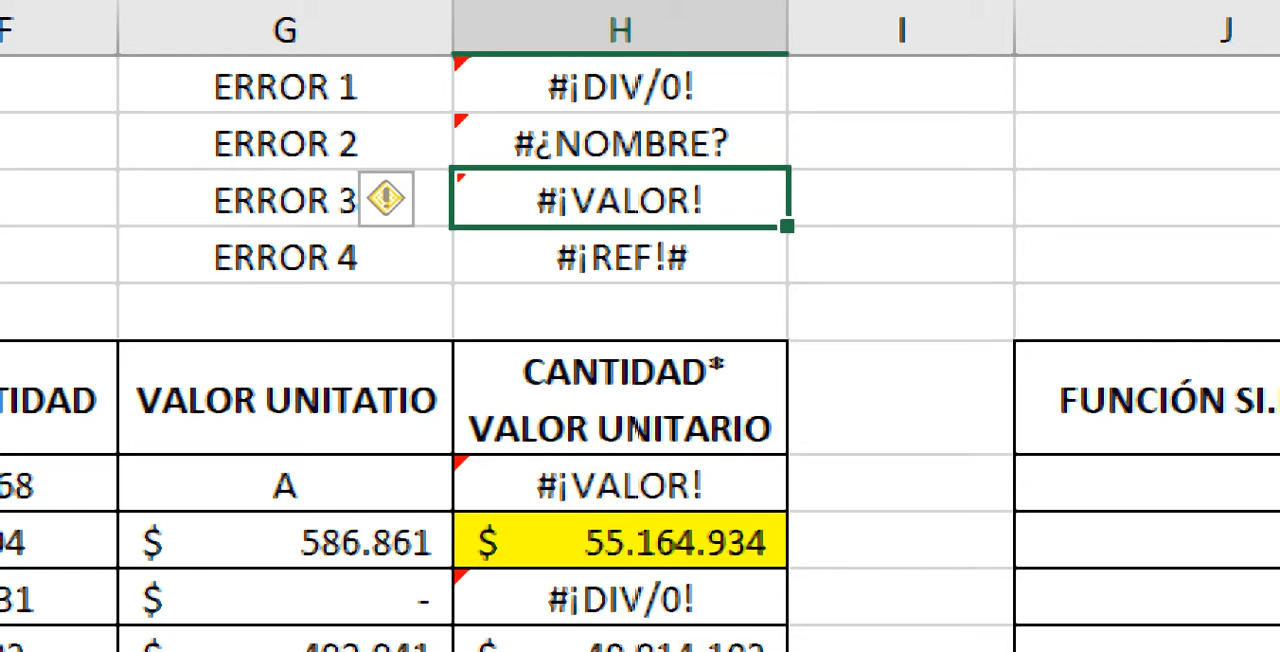 F G H I J
ERROR 1 #¡DIV/0!
ERROR 2 #¿NOMBRE?
ERROR 3 #¡VALOR!
ERROR 4 #¡REF!#
TIDAD VALOR UNITATIO CANTIDAD* FUNCIÓN SI.
VALOR UNITARIO
68 A #¡VALOR!
04 $ 586.861 $ 55.164.934
31 $ - #¡DIV/0!
$ $